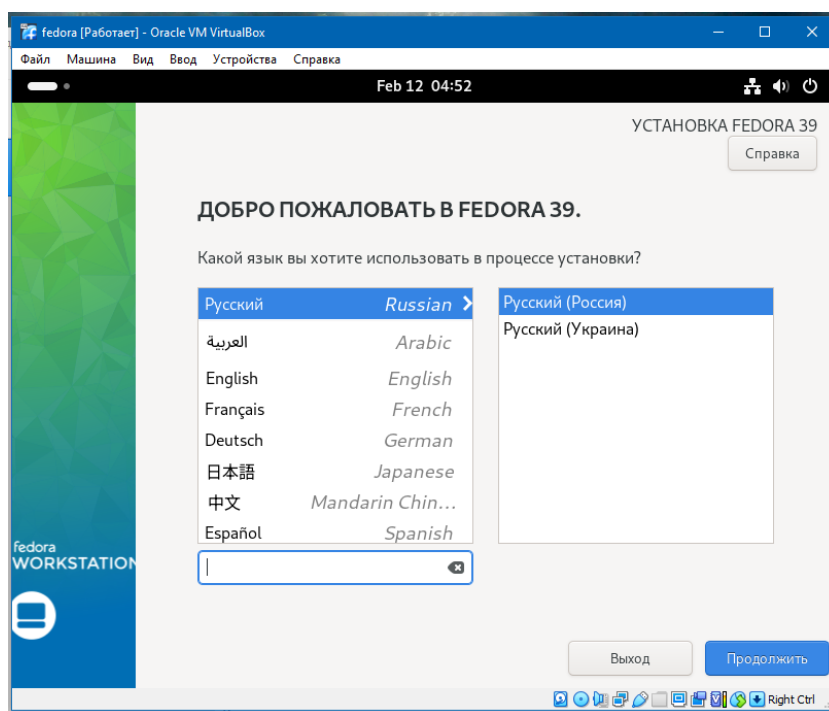 fedora [Работает] - Oracle VM VirtualBox
Файл Машина Вид Ввод Устройства Справка
Feb 12 04:52
УСТАНОВКА FEDORA 39
Справка
ДОБРО ПОЖАЛОВАТЬ В FEDORA 39.
Какой язык вы хотите использовать в процессе установки?
Русский Russian
العربية Arabic
English English
Français French
Deutsch German
日本語 Japanese
中文 Mandarin Chin...
Español Spanish
Русский (Россия)
Русский (Украина)
fedora
WORKSTATION
Выход
Продолжить
Right Ctrl